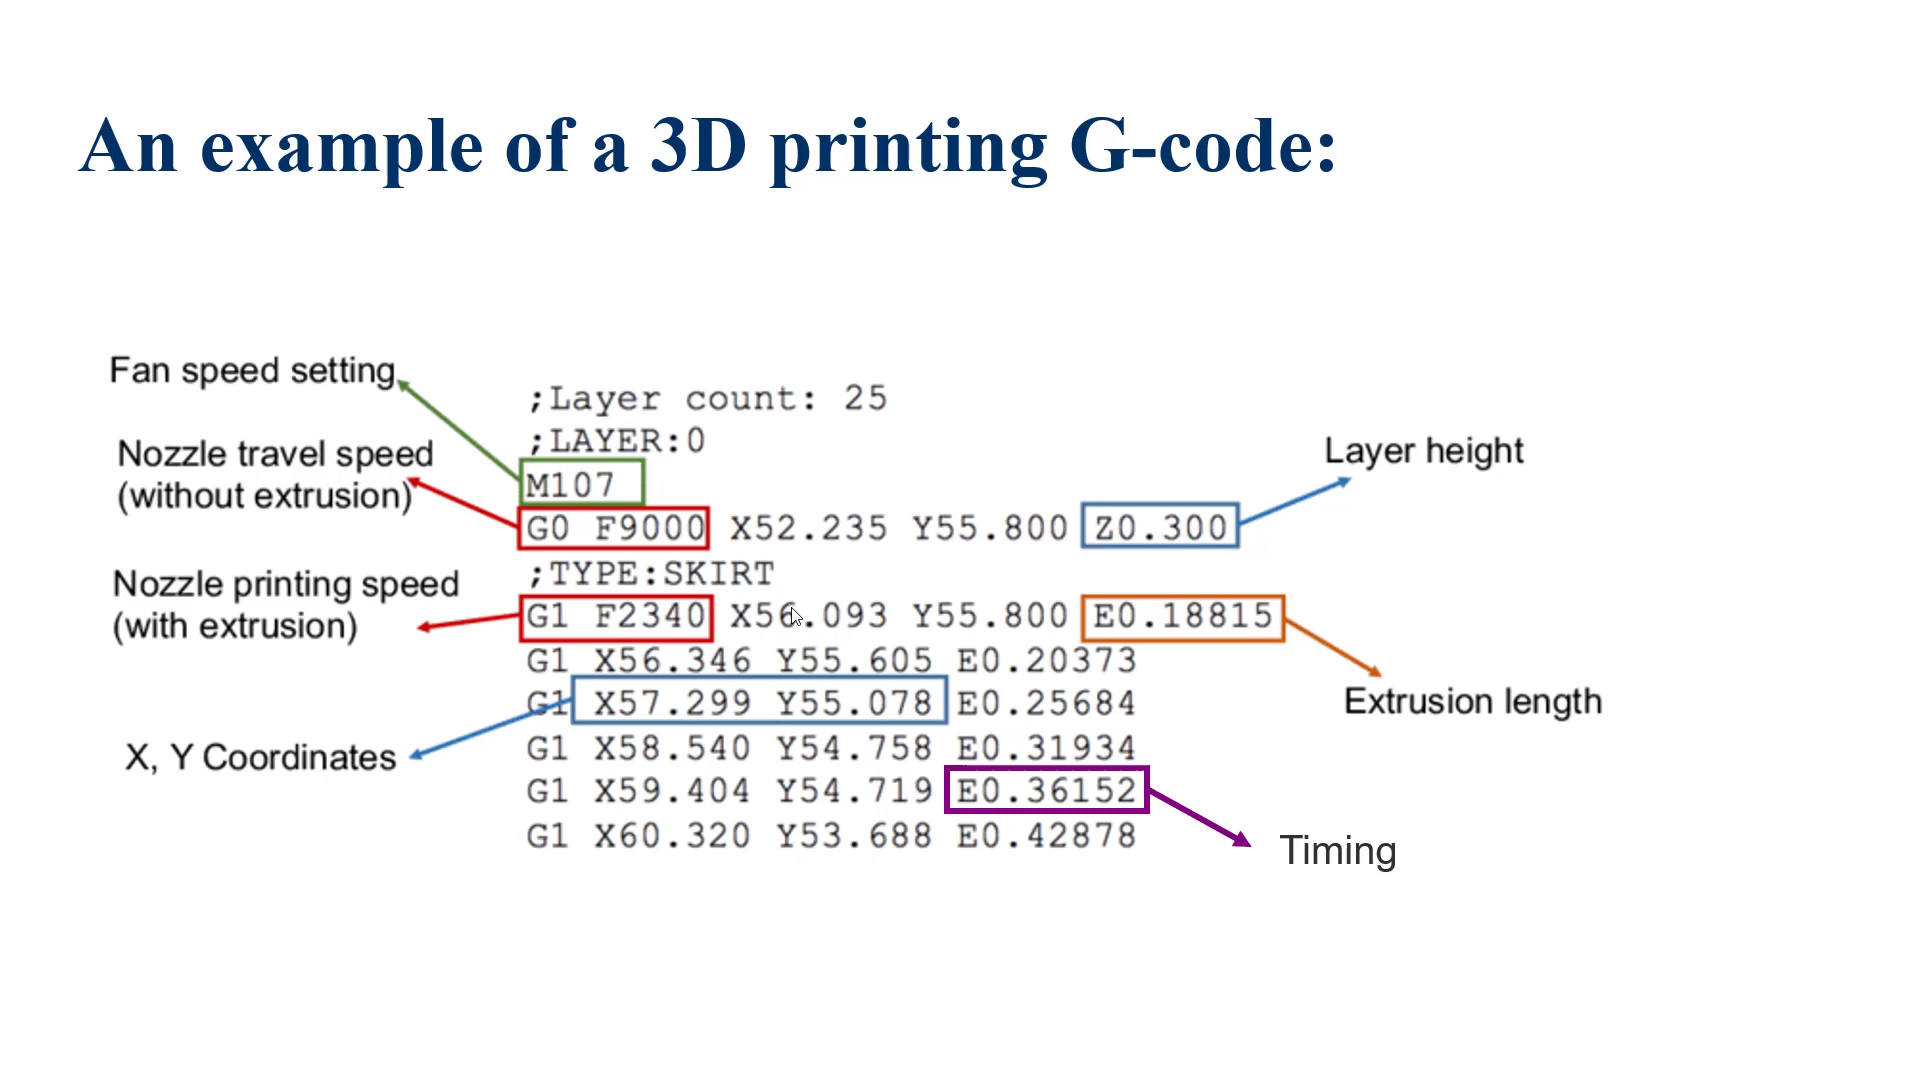 An example of a 3D printing G-code:
Fan speed setting
Nozzle travel speed
(without extrusion)
Nozzle printing speed
(with extrusion)
X, Y Coordinates
;Layer count: 25
;LAYER:0
M107
G0 F9000 X52.235 Y55.800 Z0.300
;TYPE:SKIRT
G1 F2340 X56.093 Y55.800 E0.18815
G1 X56.346 Y55.605 E0.20373
G1 X57.299 Y55.078 E0.25684
G1 X58.540 Y54.758 E0.31934
G1 X59.404 Y54.719 E0.36152
G1 X60.320 Y53.688 E0.42878
Layer height
Extrusion length
Timing